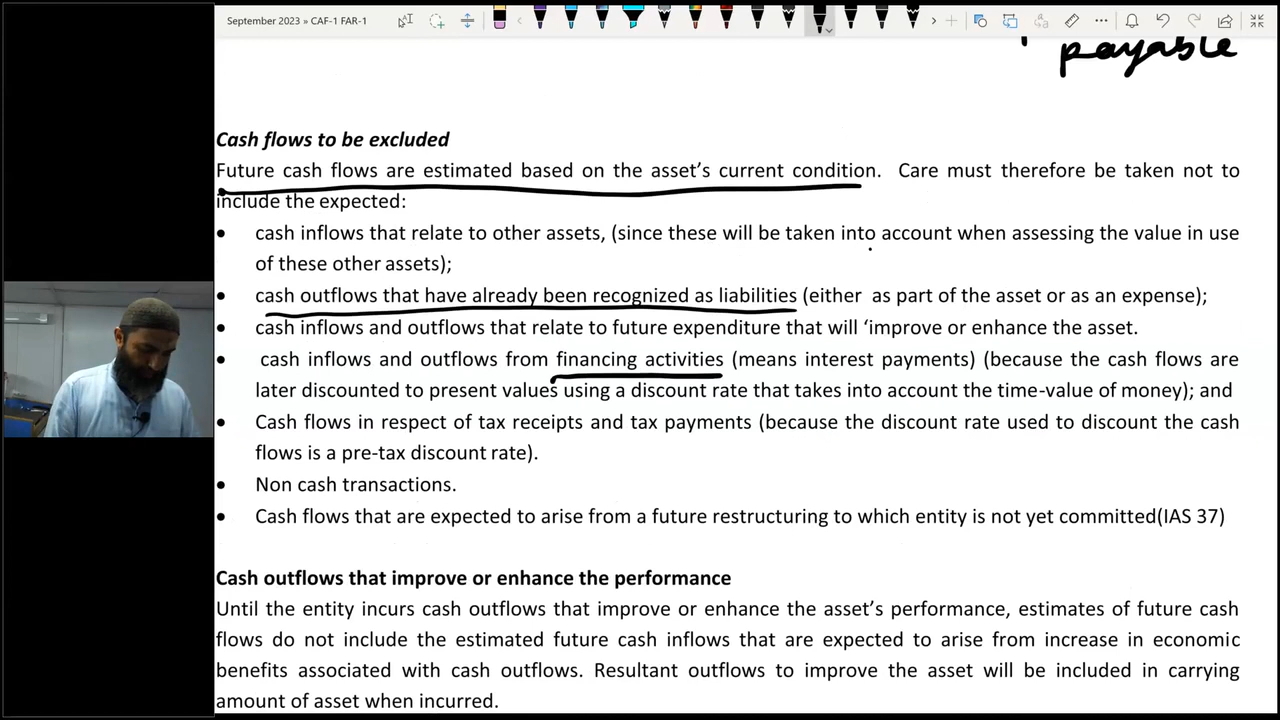 September 2023 » CAF-1 FAR-1
payable
Cash flows to be excluded
Future cash flows are estimated based on the asset's current condition. Care must therefore be taken not to
include the expected:
• cash inflows that relate to other assets, (since these will be taken into account when assessing the value in use
of these other assets);
• cash outflows that have already been recognized as liabilities (either as part of the asset or as an expense);
• cash inflows and outflows that relate to future expenditure that will ‘improve or enhance the asset.
• cash inflows and outflows from financing activities (means interest payments) (because the cash flows are
later discounted to present values using a discount rate that takes into account the time-value of money); and
• Cash flows in respect of tax receipts and tax payments (because the discount rate used to discount the cash
flows is a pre-tax discount rate).
• Non cash transactions.
• Cash flows that are expected to arise from a future restructuring to which entity is not yet committed(IAS 37)
Cash outflows that improve or enhance the performance
Until the entity incurs cash outflows that improve or enhance the asset's performance, estimates of future cash
flows do not include the estimated future cash inflows that are expected to arise from increase in economic
benefits associated with cash outflows. Resultant outflows to improve the asset will be included in carrying
amount of asset when incurred.